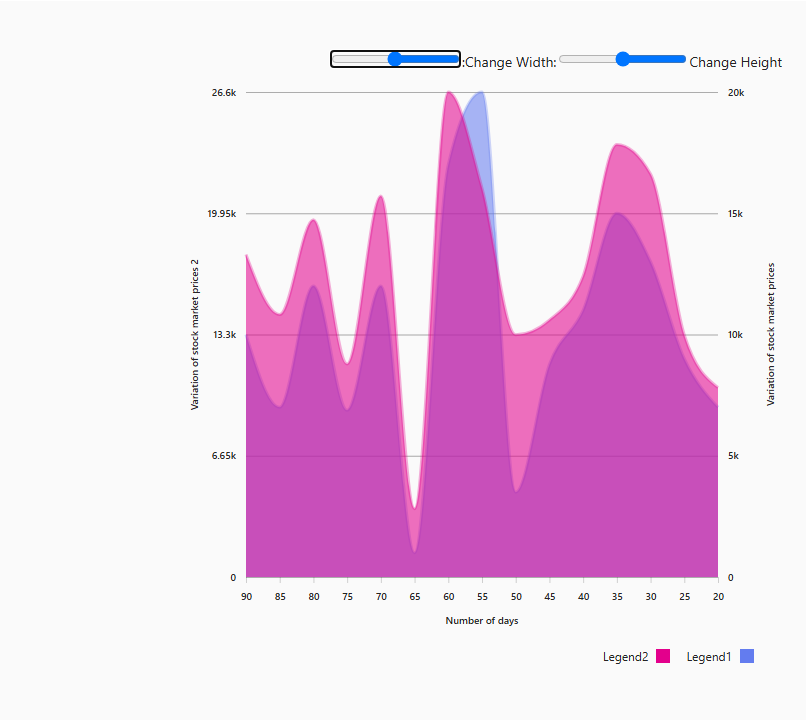 :Change Width: Change Height
26.6k 20k
19.95k 15k
13.3k 10k
6.65k 5k
0 0
Variation of stock market prices 2
Variation of stock market prices
90 85 80 75 70 65 60 55 50 45 40 35 30 25 20
Number of days
Legend2 Legend1